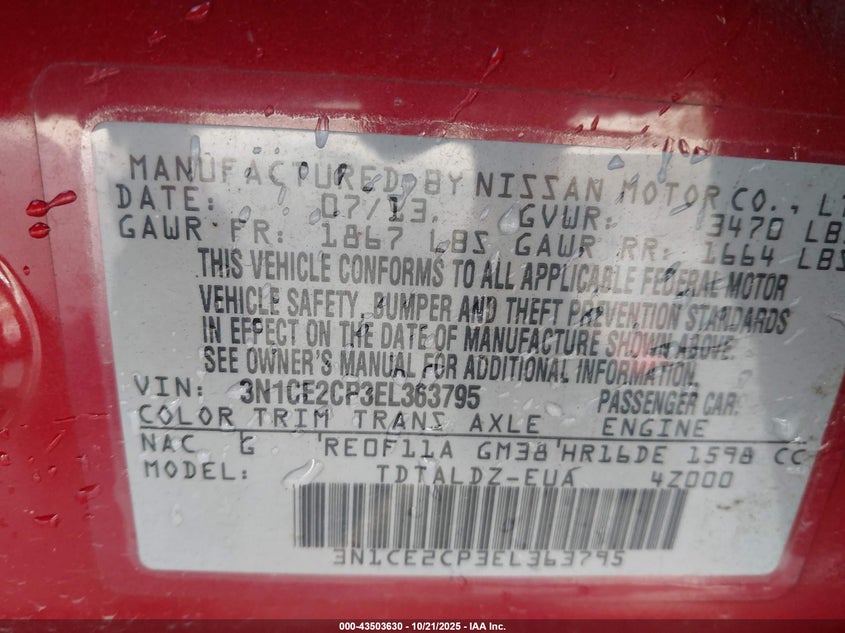 MANUFACTURED BY NISSAN MOTOR CO., LT
DATE: 07/13. GVWR: 3470 LBS
GAWR FR: 1867 LBS GAWR RR: 1664 LBS
THIS VEHICLE CONFORMS TO ALL APPLICABLE FEDERAL MOTOR
VEHICLE SAFETY, BUMPER AND THEFT PREVENTION STANDARDS
IN EFFECT ON THE DATE OF MANUFACTURE SHOWN ABOVE.
SEE OWNER'S MANUAL FOR ADDITIONAL INFORMATION.
VIN: 3N1CE2CP3EL363795 PASSENGER CAR
COLOR TRIM TRANS AXLE ENGINE
NAC G 'RE0F11A GM38'HR16DE 1598 CC
MODEL: TDTALDZ-EUA 4Z000
3N1CE2CP3EL363795
000-43503630 - 10/21/2025 - IAA Inc.